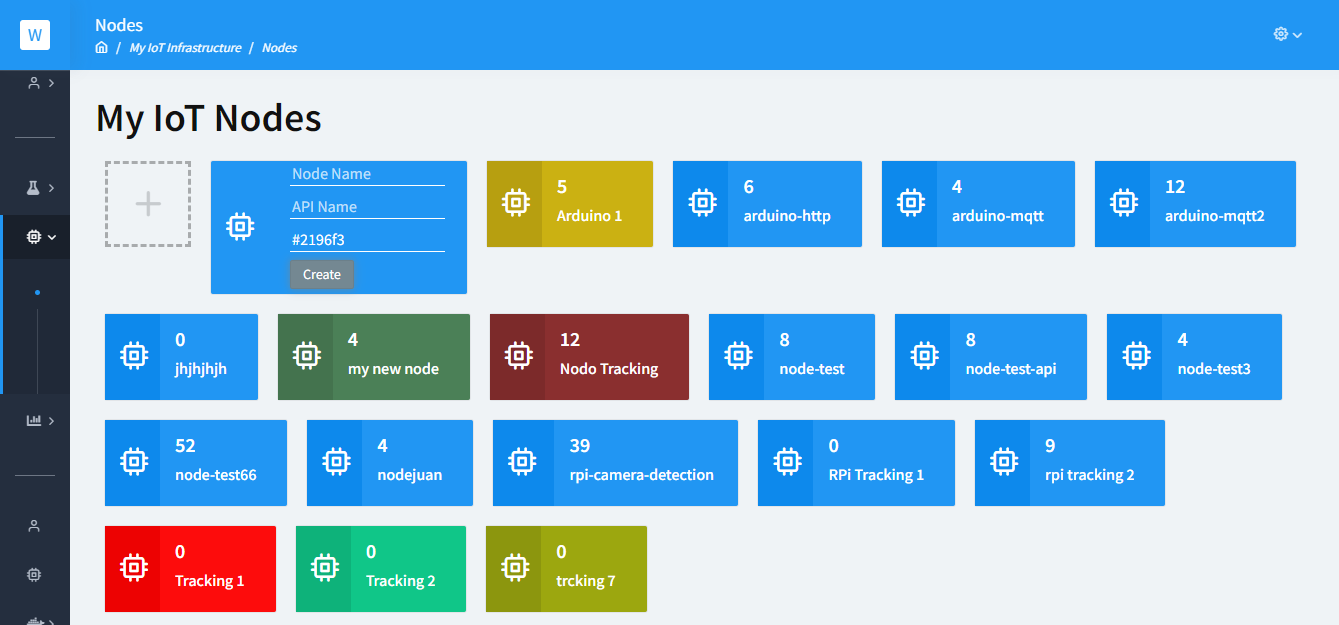 W
Nodes
/ My IoT Infrastructure / Nodes
My IoT Nodes
Node Name
API Name
#2196f3
Create
5
Arduino 1
6
arduino-http
4
arduino-mqtt
12
arduino-mqtt2
0
jhjhjhjh
4
my new node
12
Nodo Tracking
8
node-test
8
node-test-api
4
node-test3
52
node-test66
4
nodejuan
39
rpi-camera-detection
0
RPi Tracking 1
9
rpi tracking 2
0
Tracking 1
0
Tracking 2
0
trcking 7